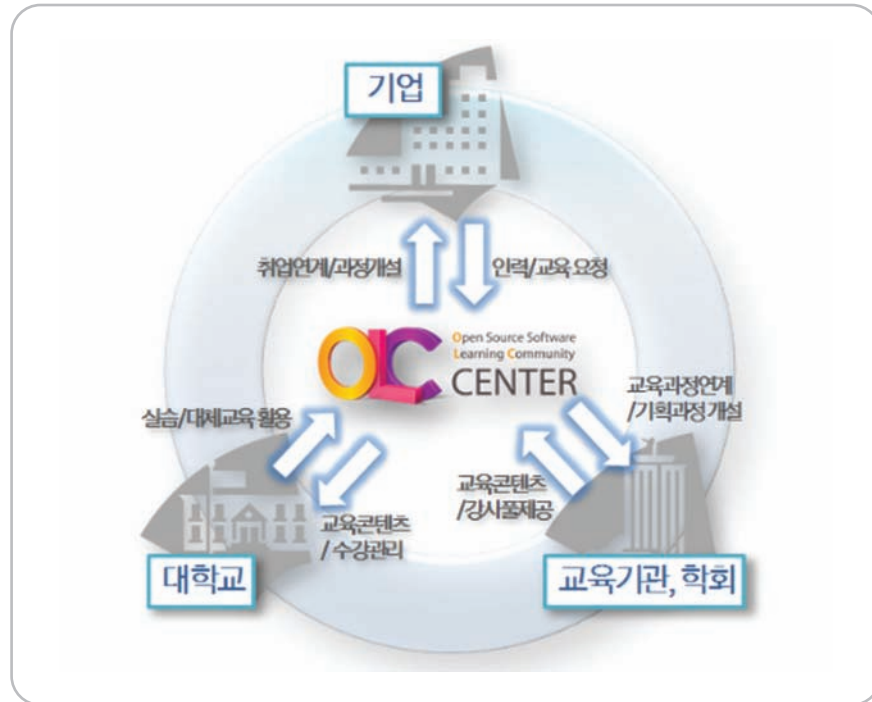 기업
취업연계/과정개설
인력/교육 요청
OLC
Open Source Software
Learning Community
CENTER
교육과정연계
/기획과정 개설
실습/대체교육 활용
교육콘텐츠
/강사풀제공
교육콘텐츠
/ 수강관리
대학교
교육기관, 학회